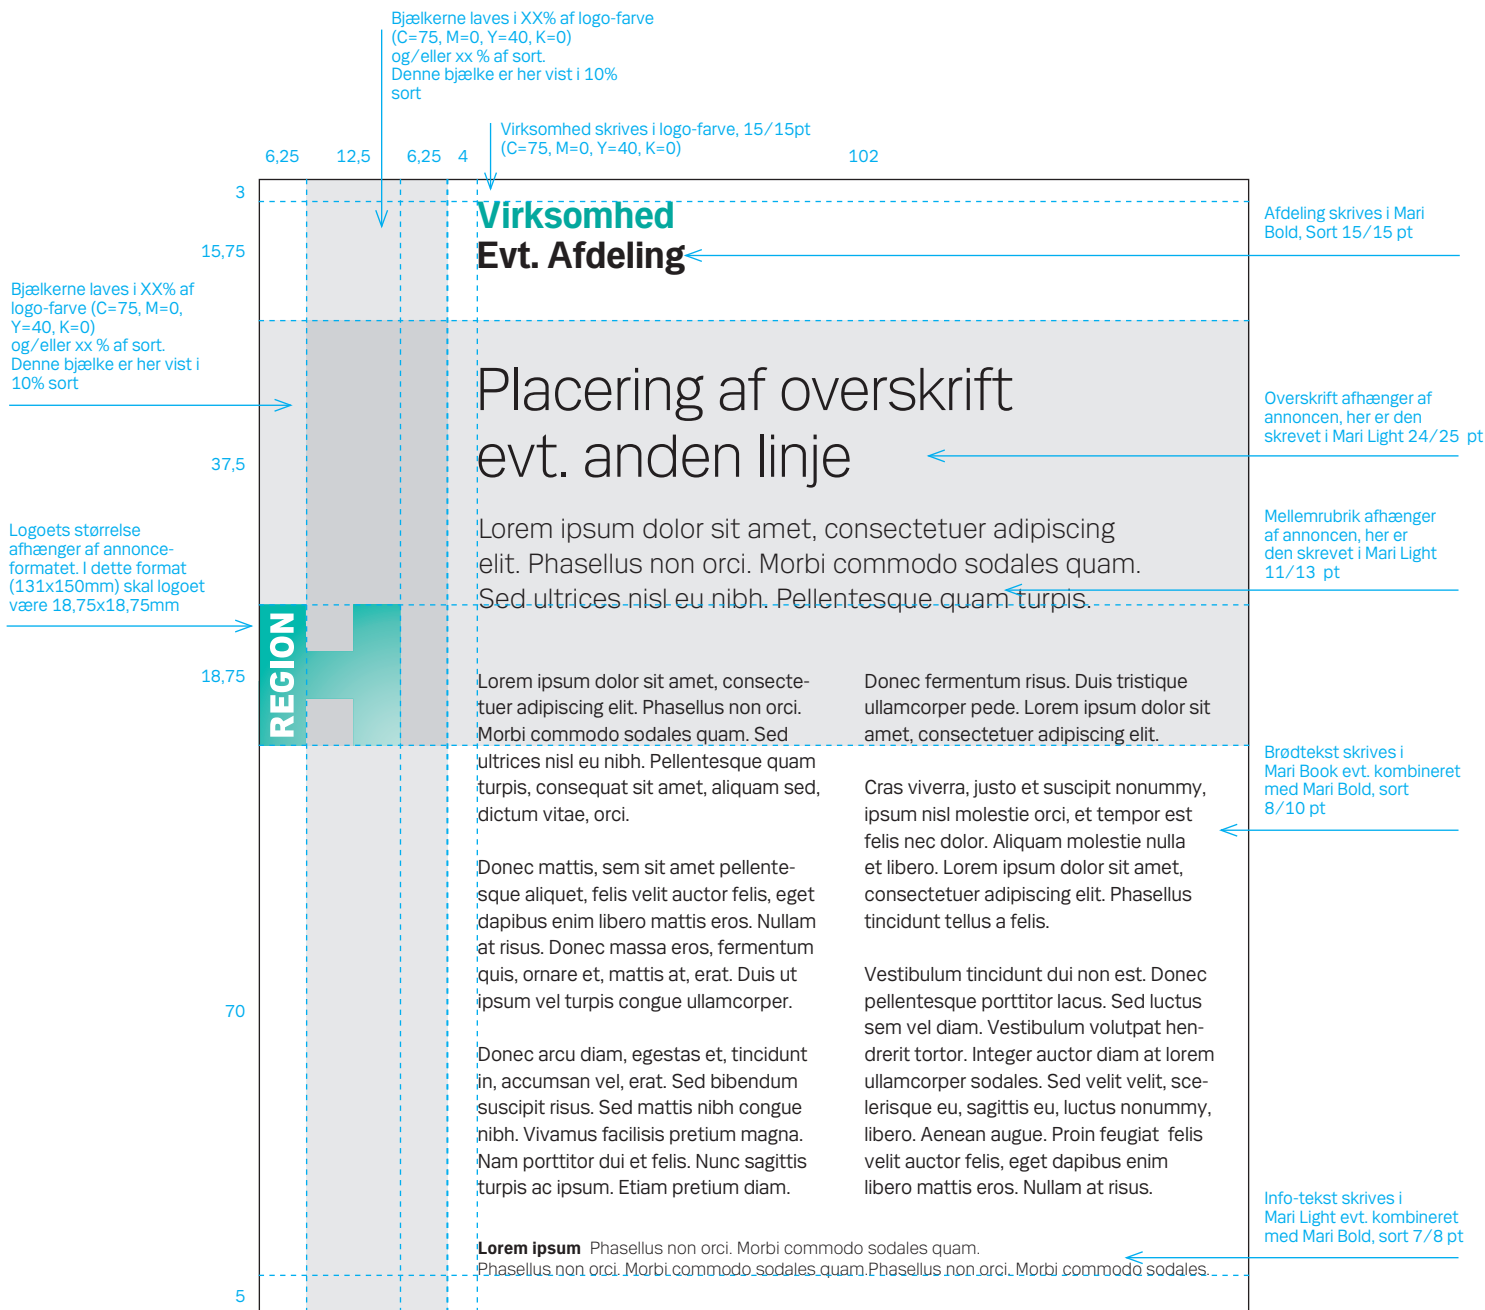 Bjælkerne laves i XX% af logo-farve
(C=75, M=0, Y=40, K=0)
og/eller xx % af sort.
Denne bjælke er her vist i 10%
sort
Virksomhed skrives i logo-farve, 15/15pt
(C=75, M=0, Y=40, K=0)
6,25 12,5 6,25 4 102
3
15,75
37,5
18,75
70
5
Bjælkerne laves i XX% af
logo-farve (C=75, M=0,
Y=40, K=0)
og/eller xx % af sort.
Denne bjælke er her vist i
10% sort
Logoets størrelse
afhænger af annonce-
formatet. I dette format
(131x150mm) skal logoet
være 18,75x18,75mm
REGION
Virksomhed
Evt. Afdeling
Placering af overskrift
evt. anden linje
Lorem ipsum dolor sit amet, consectetuer adipiscing
elit. Phasellus non orci. Morbi commodo sodales quam.
Sed ultrices nisl eu nibh. Pellentesque quam turpis.
Lorem ipsum dolor sit amet, consecte-
tuer adipiscing elit. Phasellus non orci.
Morbi commodo sodales quam. Sed
ultrices nisl eu nibh. Pellentesque quam
turpis, consequat sit amet, aliquam sed,
dictum vitae, orci.
Donec mattis, sem sit amet pellente-
sque aliquet, felis velit auctor felis, eget
dapibus enim libero mattis eros. Nullam
at risus. Donec massa eros, fermentum
quis, ornare et, mattis at, erat. Duis ut
ipsum vel turpis congue ullamcorper.
Donec arcu diam, egestas et, tincidunt
in, accumsan vel, erat. Sed bibendum
suscipit risus. Sed mattis nibh congue
nibh. Vivamus facilisis pretium magna.
Nam porttitor dui et felis. Nunc sagittis
turpis ac ipsum. Etiam pretium diam.
Donec fermentum risus. Duis tristique
ullamcorper pede. Lorem ipsum dolor sit
amet, consectetuer adipiscing elit.
Cras viverra, justo et suscipit nonummy,
ipsum nisl molestie orci, et tempor est
felis nec dolor. Aliquam molestie nulla
et libero. Lorem ipsum dolor sit amet,
consectetuer adipiscing elit. Phasellus
tincidunt tellus a felis.
Vestibulum tincidunt dui non est. Donec
pellentesque porttitor lacus. Sed luctus
sem vel diam. Vestibulum volutpat hen-
drerit tortor. Integer auctor diam at lorem
ullamcorper sodales. Sed velit velit, sce-
lerisque eu, sagittis eu, luctus nonummy,
libero. Aenean augue. Proin feugiat felis
velit auctor felis, eget dapibus enim
libero mattis eros. Nullam at risus.
Lorem ipsum Phasellus non orci. Morbi commodo sodales quam.
Phasellus non orci. Morbi commodo sodales quam.Phasellus non orci. Morbi commodo sodales.
Afdeling skrives i Mari
Bold, Sort 15/15 pt
Overskrift afhænger af
annoncen, her er den
skrevet i Mari Light 24/25 pt
Mellemrubrik afhænger
af annoncen, her er
den skrevet i Mari Light
11/13 pt
Brødtekst skrives i
Mari Book evt. kombineret
med Mari Bold, sort
8/10 pt
Info-tekst skrives i
Mari Light evt. kombineret
med Mari Bold, sort 7/8 pt